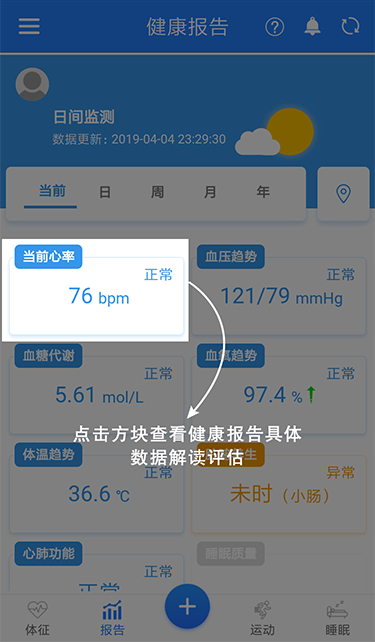 健康报告
日间监测
数据更新：2019-04-04 23:29:30
当前 日 周 月 年
当前心率
正常
76 bpm
血压趋势
正常
121/79 mmHg
血糖代谢
正常
5.61 mol/L
血氧趋势
正常
97.4 %
点击方块查看健康报告具体
数据解读评估
体温趋势
正常
36.6 ℃
异常
未时（小肠）
心肺功能
正常
正常
睡眠质量
体征 报告 运动 睡眠